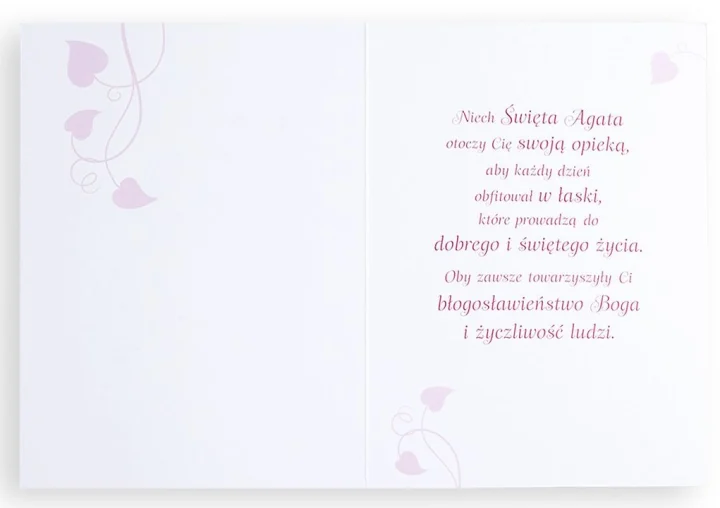 Niech Święta Agata
otoczy Cię swoją opieką,
aby każdy dzień
obfitował w łaski,
które prowadzą do
dobrego i świętego życia.
Oby zawsze towarzyszyły Ci
błogosławieństwo Boga
i życzliwość ludzi.